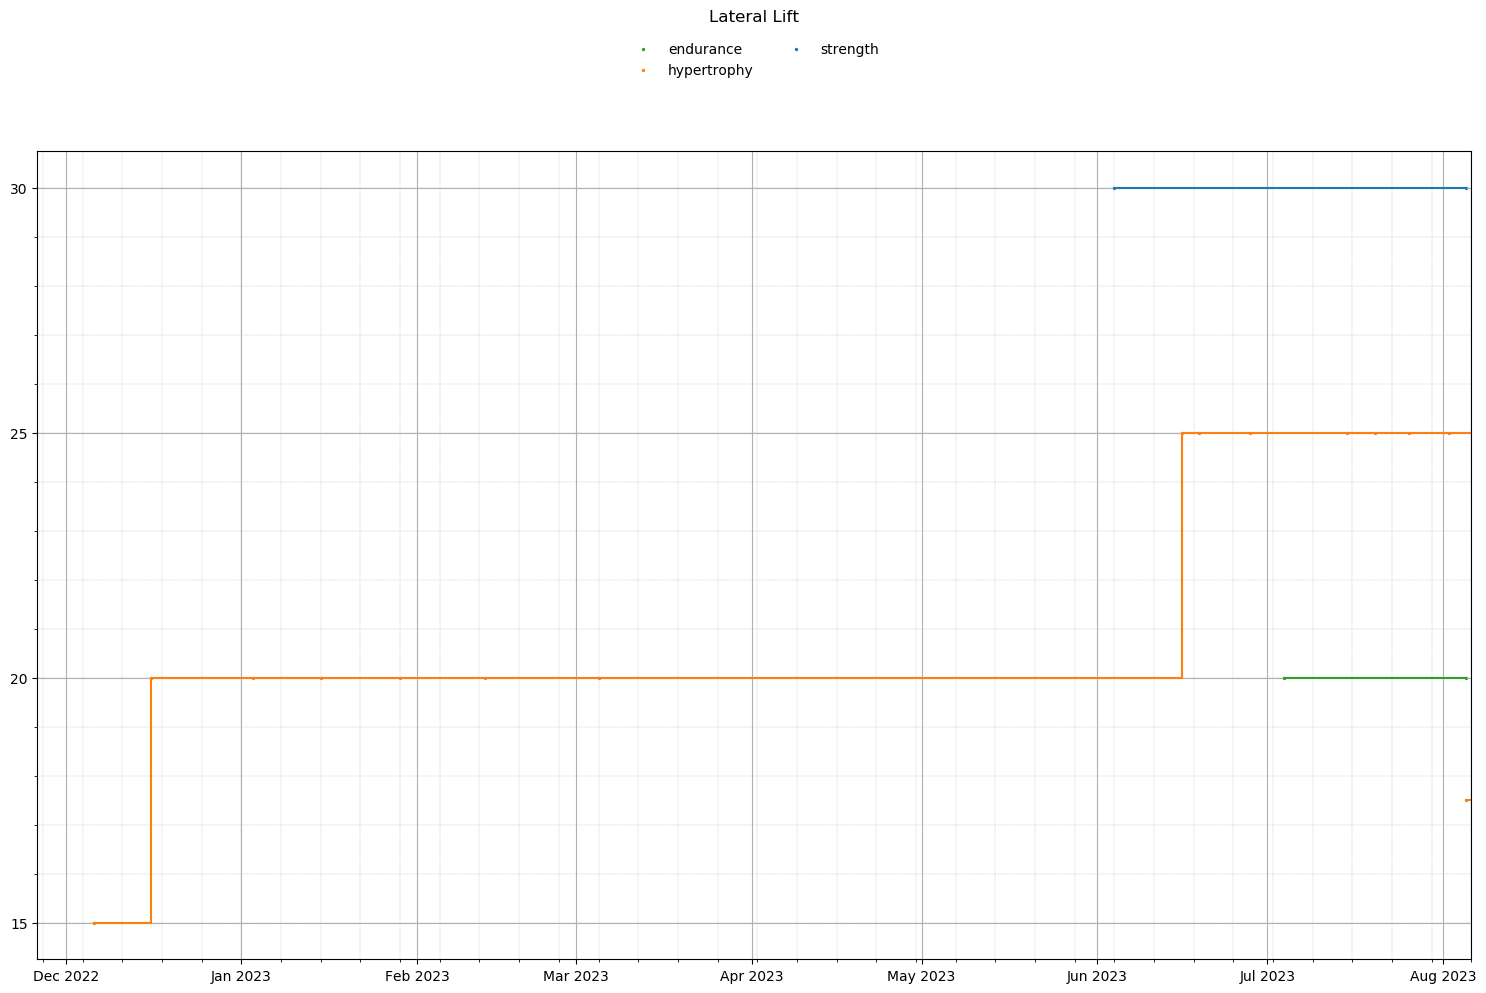 Lateral Lift
endurance
hypertrophy
strength
30
25
20
15
Dec 2022
Jan 2023
Feb 2023
Mar 2023
Apr 2023
May 2023
Jun 2023
Jul 2023
Aug 2023